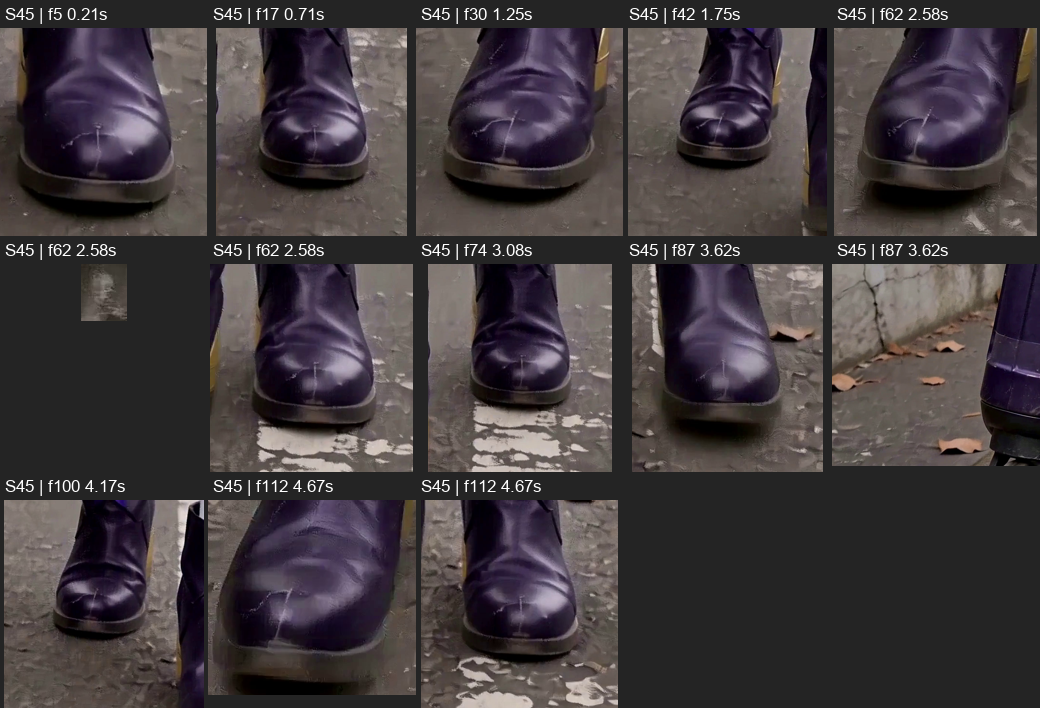 S45 | f5 0.21s
S45 | f17 0.71s
S45 | f30 1.25s
S45 | f42 1.75s
S45 | f62 2.58s
S45 | f62 2.58s
S45 | f62 2.58s
S45 | f74 3.08s
S45 | f87 3.62s
S45 | f87 3.62s
S45 | f100 4.17s
S45 | f112 4.67s
S45 | f112 4.67s